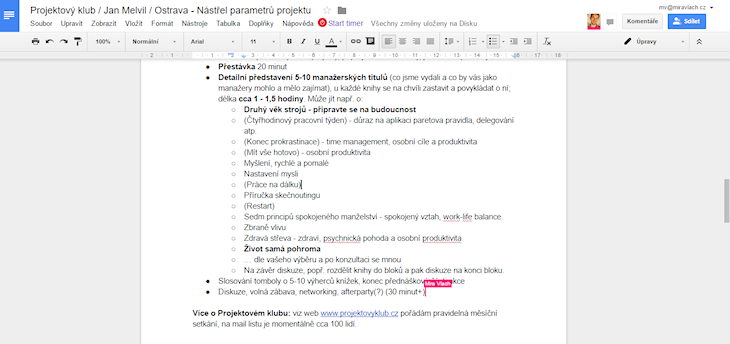 Projektový klub / Jan Melvil / Ostrava - Nástřel parametrů projektu
mv@mravlach.cz
Soubor Upravit Zobrazit Vložit Formát Nástroje Tabulka Doplňky Nápověda Start timer Všechny změny uloženy na Disku
Komentáře Sdílet
100% Normální Arial 11 Úpravy
Přestávka 20 minut
Detailní představení 5-10 manažerských titulů (co jsme vydali a co by vás jako
manažery mohlo a mělo zajímat), u každé knihy se na chvíli zastavit a povykládat o ní;
délka cca 1 - 1,5 hodiny. Může jít např. o:
Druhý věk strojů - připravte se na budoucnost
(Čtyřhodinový pracovní týden) - důraz na aplikaci paretova pravidla, delegování
atp.
(Konec prokrastinace) - time management, osobní cíle a produktivita
(Mít vše hotovo) - osobní produktivita
Myšlení, rychlé a pomalé
Nastavení mysli
(Práce na dálku)
Příručka skečnoutingu
(Restart)
Sedm principů spokojeného manželství - spokojený vztah, work-life balance
Zbraně vlivu
Zdravá střeva - zdraví, psychnická pohoda a osobní produktivita
Život samá pohroma
… dle vašeho výběru a po konzultaci se mnou
Na závěr diskuze, popř. rozdělit knihy do bloků a pak diskuze na konci bloku.
Slosování tomboly o 5-10 výherců knížek, konec přednáškov
Mira Vlach
Diskuze, volná zábava, networking, afterparty(?) (30 minut+)
Více o Projektovém klubu: viz web www.projektovyklub.cz pořádám pravidelná měsíční
setkání, na mail listu je momentálně cca 100 lidí.